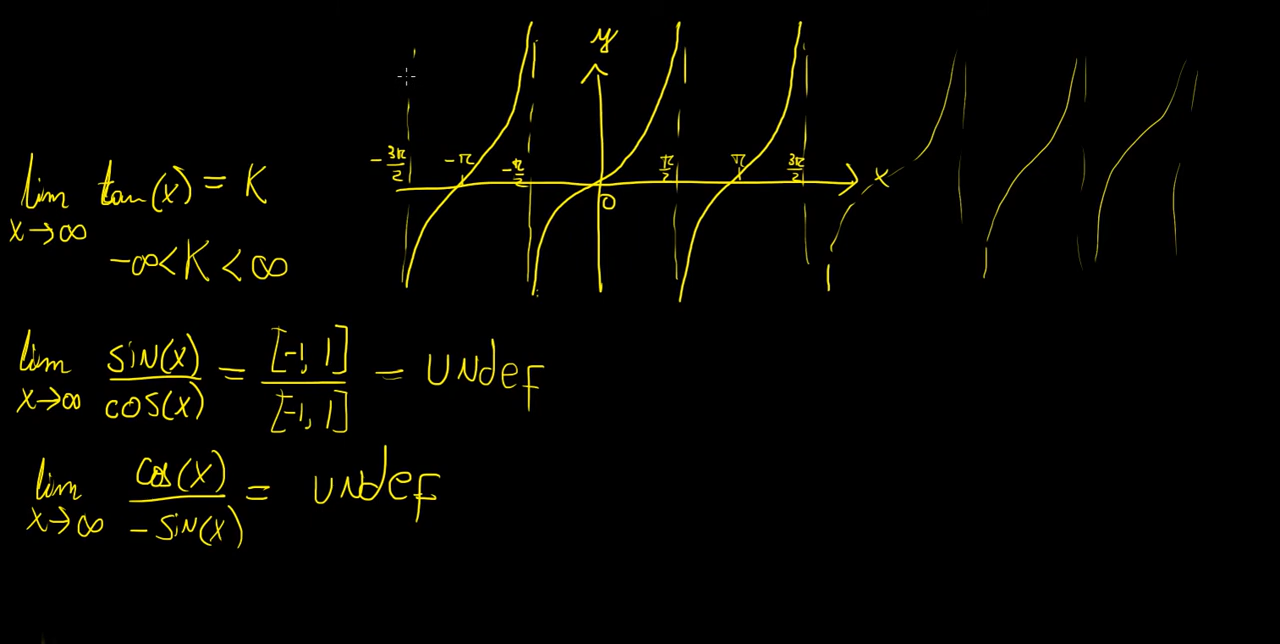 y
-3π/2 -π -π/2 0 π/2 π 3π/2 x
lim x→∞ tan(x) = K
-∞ < K < ∞
lim x→∞ sin(x)/cos(x) = [-1, 1]/[-1, 1] = undef
lim x→∞ cos(x)/-sin(x) = undef